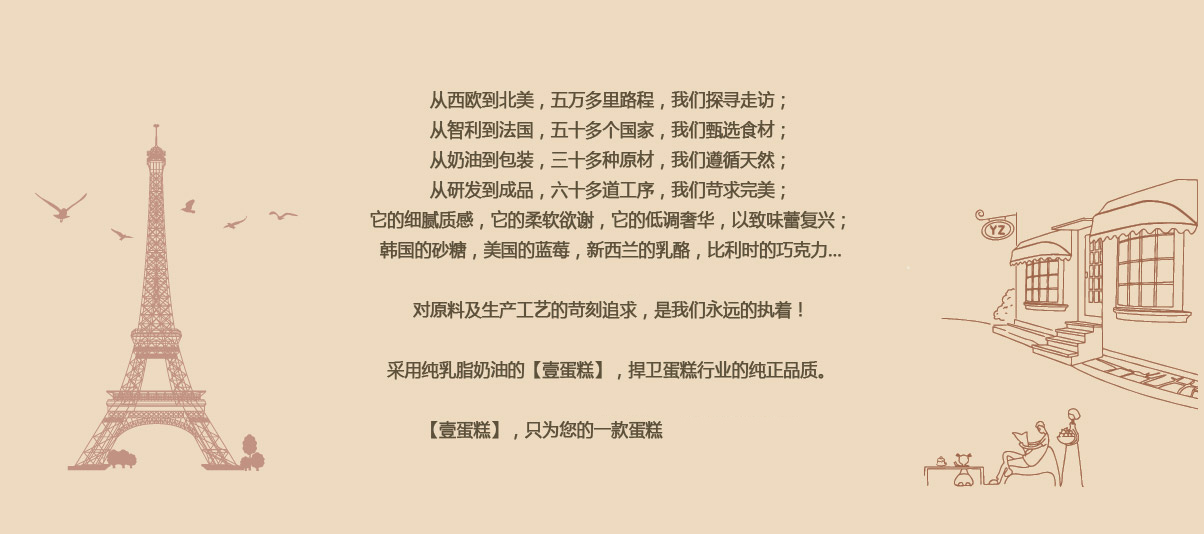 从西欧到北美，五万多里路程，我们探寻走访；
从智利到法国，五十多个国家，我们甄选食材；
从奶油到包装，三十多种原材，我们遵循天然；
从研发到成品，六十多道工序，我们苛求完美；
它的细腻质感，它的柔软欲谢，它的低调奢华，以致味蕾复兴；
韩国的砂糖，美国的蓝莓，新西兰的乳酪，比利时的巧克力...
对原料及生产工艺的苛刻追求，是我们永远的执着！
采用纯乳脂奶油的【壹蛋糕】，捍卫蛋糕行业的纯正品质。
【壹蛋糕】，只为您的一款蛋糕
YZ